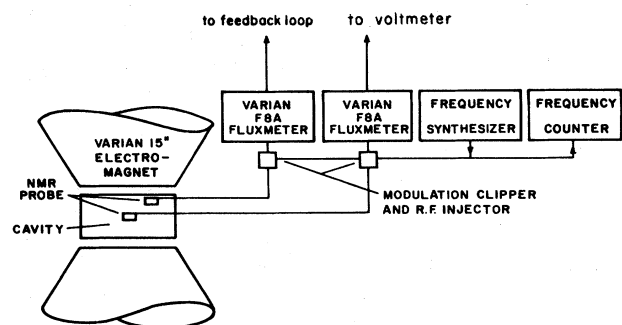 to feedback loop
to voltmeter
VARIAN
F8A
FLUXMETER
VARIAN
F8A
FLUXMETER
FREQUENCY
SYNTHESIZER
FREQUENCY
COUNTER
VARIAN 15"
ELECTRO-
MAGNET
NMR
PROBE
CAVITY
MODULATION CLIPPER
AND R.F. INJECTOR